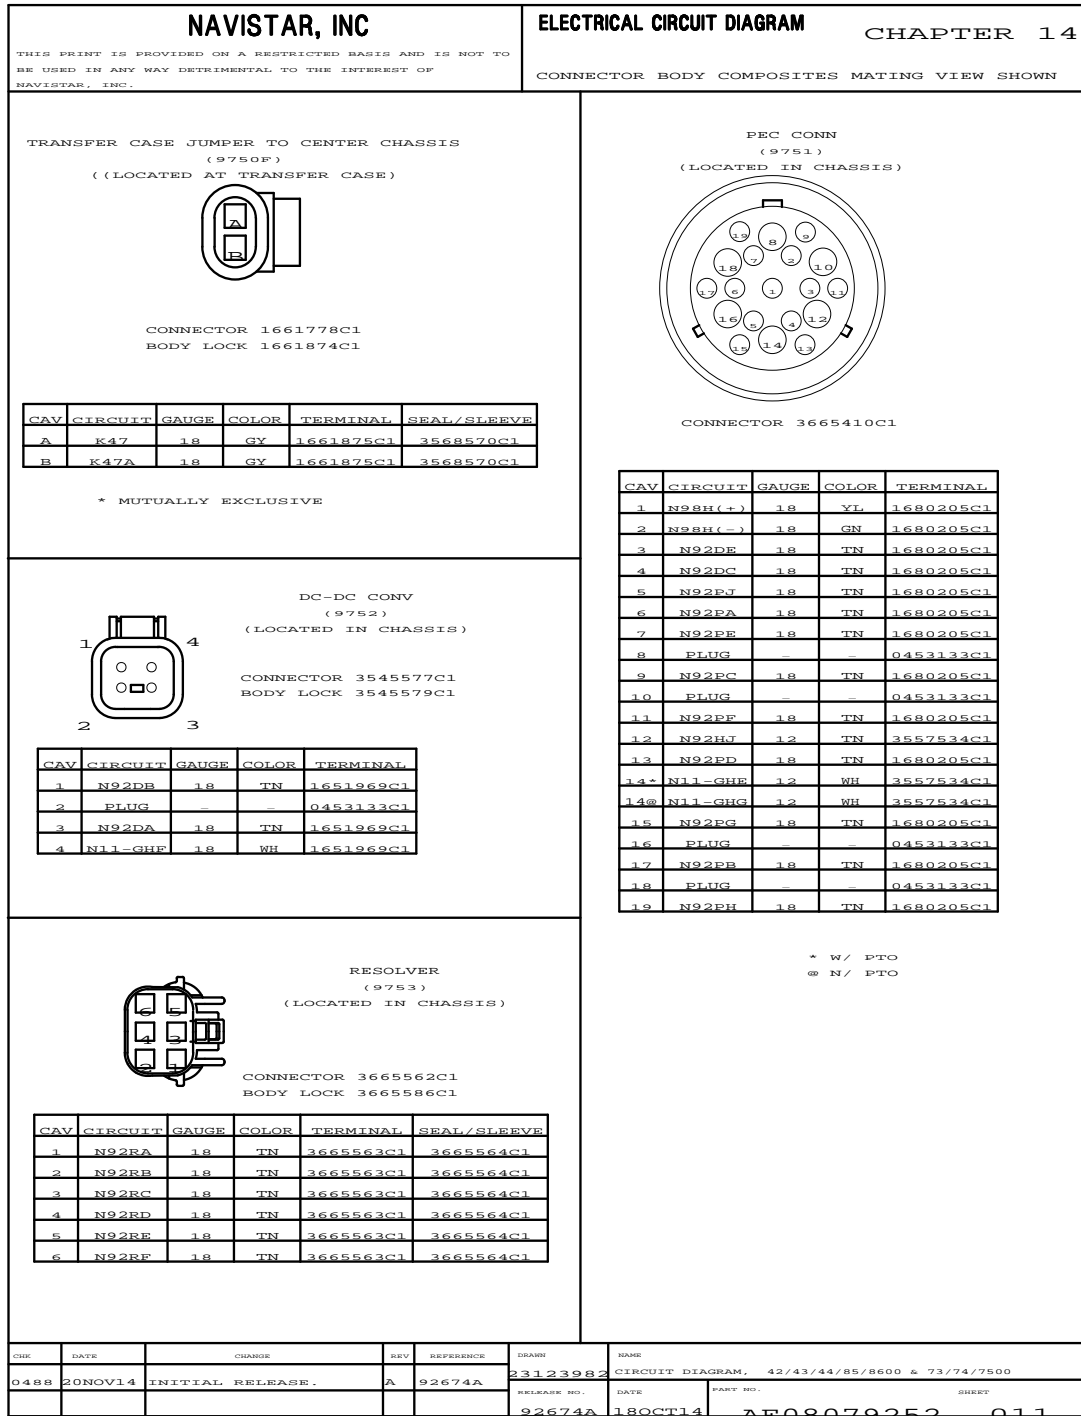 NAVISTAR, INC
THIS PRINT IS PROVIDED ON A RESTRICTED BASIS AND IS NOT TO
BE USED IN ANY WAY DETRIMENTAL TO THE INTEREST OF
NAVISTAR, INC.
ELECTRICAL CIRCUIT DIAGRAM
CHAPTER 14
CONNECTOR BODY COMPOSITES MATING VIEW SHOWN
TRANSFER CASE JUMPER TO CENTER CHASSIS
(9750F)
((LOCATED AT TRANSFER CASE)
A
B
CONNECTOR 1661778C1
BODY LOCK 1661874C1
CAV CIRCUIT GAUGE COLOR TERMINAL SEAL/SLEEVE
A K47 18 GY 1661875C1 3568570C1
B K47A 18 GY 1661875C1 3568570C1
* MUTUALLY EXCLUSIVE
DC-DC CONV
(9752)
(LOCATED IN CHASSIS)
1 4
CONNECTOR 3545577C1
BODY LOCK 3545579C1
2 3
CAV CIRCUIT GAUGE COLOR TERMINAL
1 N92DB 18 TN 1651969C1
2 PLUG – – 0453133C1
3 N92DA 18 TN 1651969C1
4 N11-GHF 18 WH 1651969C1
RESOLVER
(9753)
(LOCATED IN CHASSIS)
6 5
4 3
2 1
CONNECTOR 3665562C1
BODY LOCK 3665586C1
CAV CIRCUIT GAUGE COLOR TERMINAL SEAL/SLEEVE
1 N92RA 18 TN 3665563C1 3665564C1
2 N92RB 18 TN 3665563C1 3665564C1
3 N92RC 18 TN 3665563C1 3665564C1
4 N92RD 18 TN 3665563C1 3665564C1
5 N92RE 18 TN 3665563C1 3665564C1
6 N92RF 18 TN 3665563C1 3665564C1
PEC CONN
(9751)
(LOCATED IN CHASSIS)
19 8 9
18 7 2 10
17 6 1 3 11
16 5 4 12
15 14 13
CONNECTOR 3665410C1
CAV CIRCUIT GAUGE COLOR TERMINAL
1 N98H(+) 18 YL 1680205C1
2 N98H(-) 18 GN 1680205C1
3 N92DE 18 TN 1680205C1
4 N92DC 18 TN 1680205C1
5 N92PJ 18 TN 1680205C1
6 N92PA 18 TN 1680205C1
7 N92PE 18 TN 1680205C1
8 PLUG – – 0453133C1
9 N92PC 18 TN 1680205C1
10 PLUG – – 0453133C1
11 N92PF 18 TN 1680205C1
12 N92HJ 12 TN 3557534C1
13 N92PD 18 TN 1680205C1
14* N11-GHE 12 WH 3557534C1
14@ N11-GHG 12 WH 3557534C1
15 N92PG 18 TN 1680205C1
16 PLUG – – 0453133C1
17 N92PB 18 TN 1680205C1
18 PLUG – – 0453133C1
19 N92PH 18 TN 1680205C1
* W/ PTO
@ N/ PTO
CHK DATE CHANGE REV REFERENCE
0488 20NOV14 INITIAL RELEASE. A 92674A
DRAWN NAME
23123982 CIRCUIT DIAGRAM, 42/43/44/85/8600 & 73/74/7500
RELEASE NO. DATE PART NO. SHEET
92674A 18OCT14 AE08079252 011